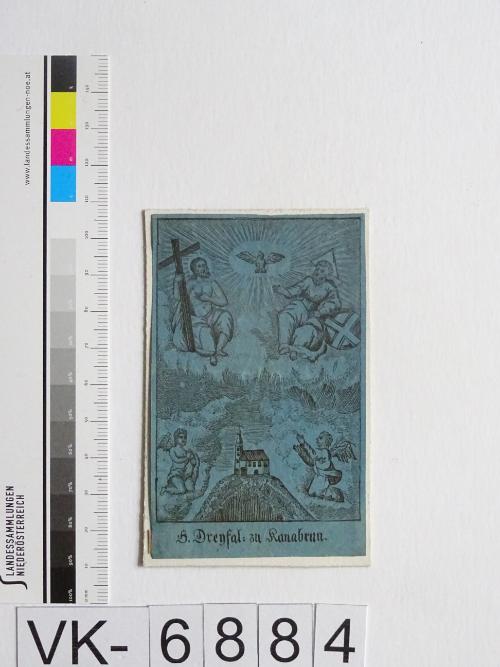 www.landessammlungen-noe.at
LANDESSAMMLUNGEN
NIEDERÖSTERREICH
S. Dreyfal: zu Kanabrun.
VK-6884